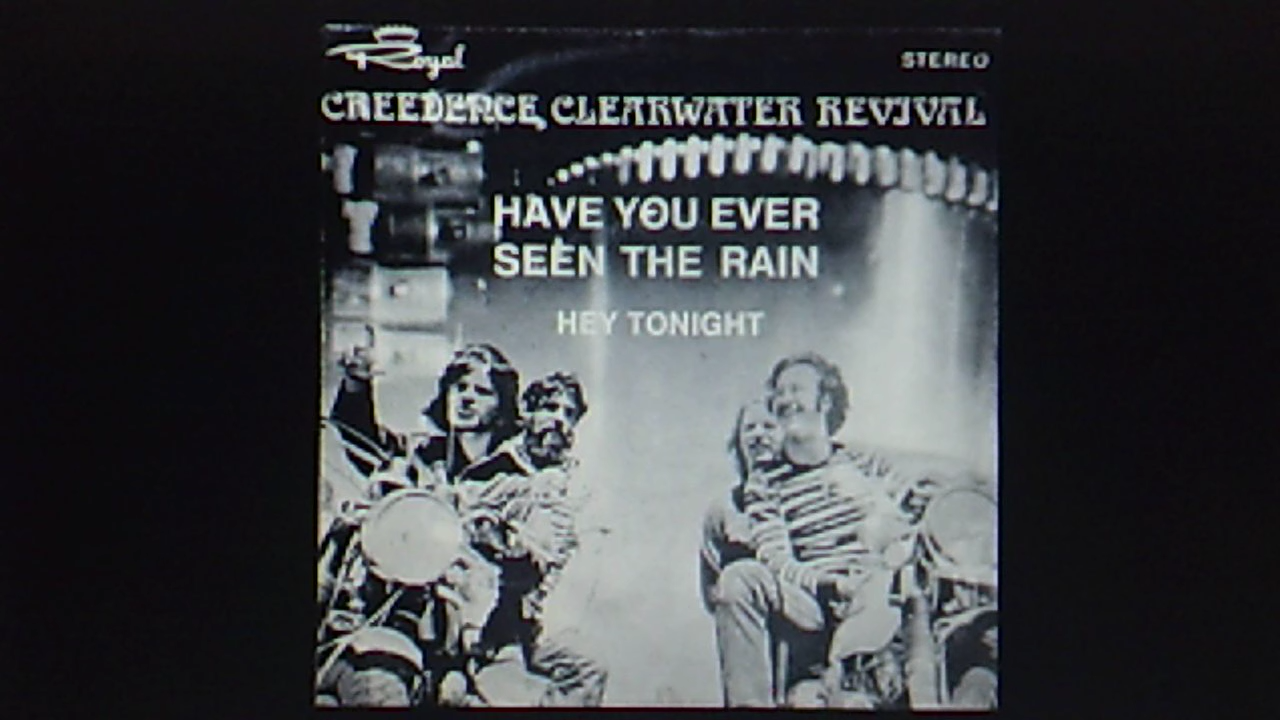 Royal
STEREO
CREEDENCE CLEARWATER REVIVAL
HAVE YOU EVER
SEEN THE RAIN
HEY TONIGHT